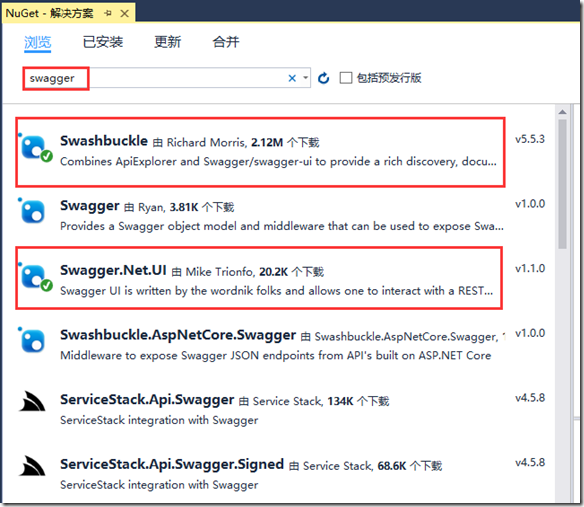 NuGet - 解决方案
浏览 已安装 更新 合并
swagger 包括预发行版
Swashbuckle 由 Richard Morris, 2.12M 个下载 v5.5.3
Combines ApiExplorer and Swagger/swagger-ui to provide a rich discovery, docu...
Swagger 由 Ryan, 3.81K 个下载 v1.0.0
Provides a Swagger object model and middleware that can be used to expose Swa...
Swagger.Net.UI 由 Mike Trionfo, 20.2K 个下载 v1.1.0
Swagger UI is written by the wordnik folks and allows one to interact with a REST...
Swashbuckle.AspNetCore.Swagger 由 Swashbuckle.AspNetCore.Swagger, v1.0.0
Middleware to expose Swagger JSON endpoints from API's built on ASP.NET Core
ServiceStack.Api.Swagger 由 Service Stack, 134K 个下载 v4.5.8
ServiceStack integration with Swagger
ServiceStack.Api.Swagger.Signed 由 Service Stack, 68.6K 个下载 v4.5.8
ServiceStack integration with Swagger